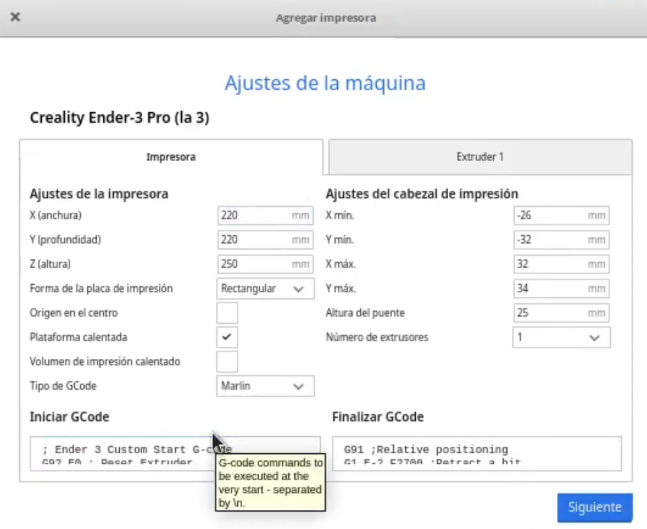 Agregar impresora
Ajustes de la máquina
Creality Ender-3 Pro (la 3)
Impresora
Extruder 1
Ajustes de la impresora
X (anchura)
220 mm
Y (profundidad)
220 mm
Z (altura)
250 mm
Forma de la placa de impresión
Rectangular
Origen en el centro
Plataforma calentada
Volumen de impresión calentado
Tipo de GCode
Marlin
Ajustes del cabezal de impresión
X mín.
-26 mm
Y mín.
-32 mm
X máx.
32 mm
Y máx.
34 mm
Altura del puente
25 mm
Número de extrusores
1
Iniciar GCode
; Ender 3 Custom Start G-code
G92 E0 ; Reset Extruder
G-code commands to
be executed at the
very start - separated
by \n.
Finalizar GCode
G91 ;Relative positioning
G1 E-2 F2700 ;Retract a bit
Siguiente